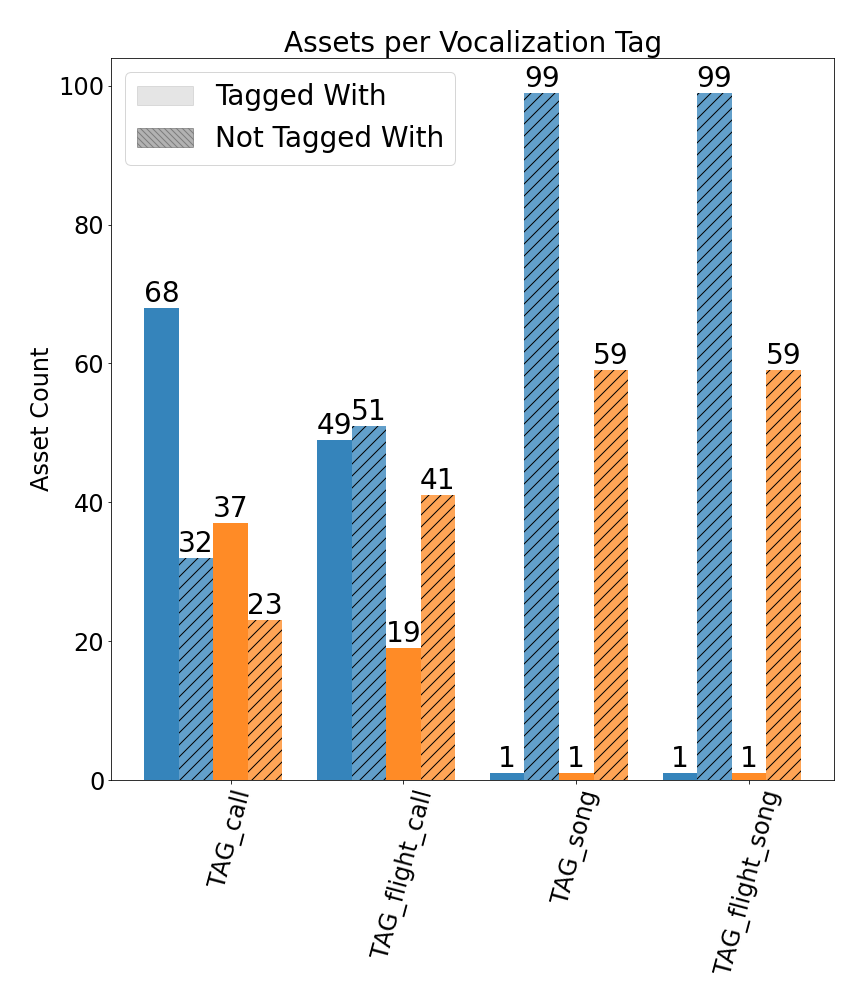 Assets per Vocalization Tag
Tagged With
Not Tagged With
Asset Count
100
80
60
40
20
0
68
32
37
23
49
51
19
41
1
99
1
59
1
99
1
59
TAG_call
TAG_flight_call
TAG_song
TAG_flight_song